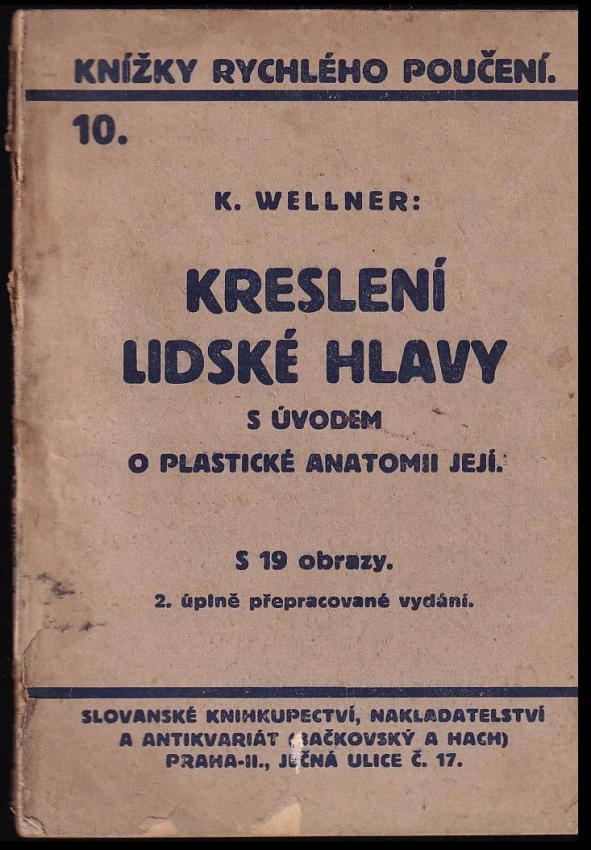 KNÍŽKY RYCHLÉHO POUČENÍ.
10.
K. WELLNER:
KRESLENÍ
LIDSKÉ HLAVY
S ÚVODEM
O PLASTICKÉ ANATOMII JEJÍ.
S 19 obrazy.
2. úplně přepracované vydání.
SLOVANSKÉ KNIHKUPECTVÍ, NAKLADATELSTVÍ
A ANTIKVARIÁT (BAČKOVSKÝ A HACH)
PRAHA-II., JEČNÁ ULICE Č. 17.